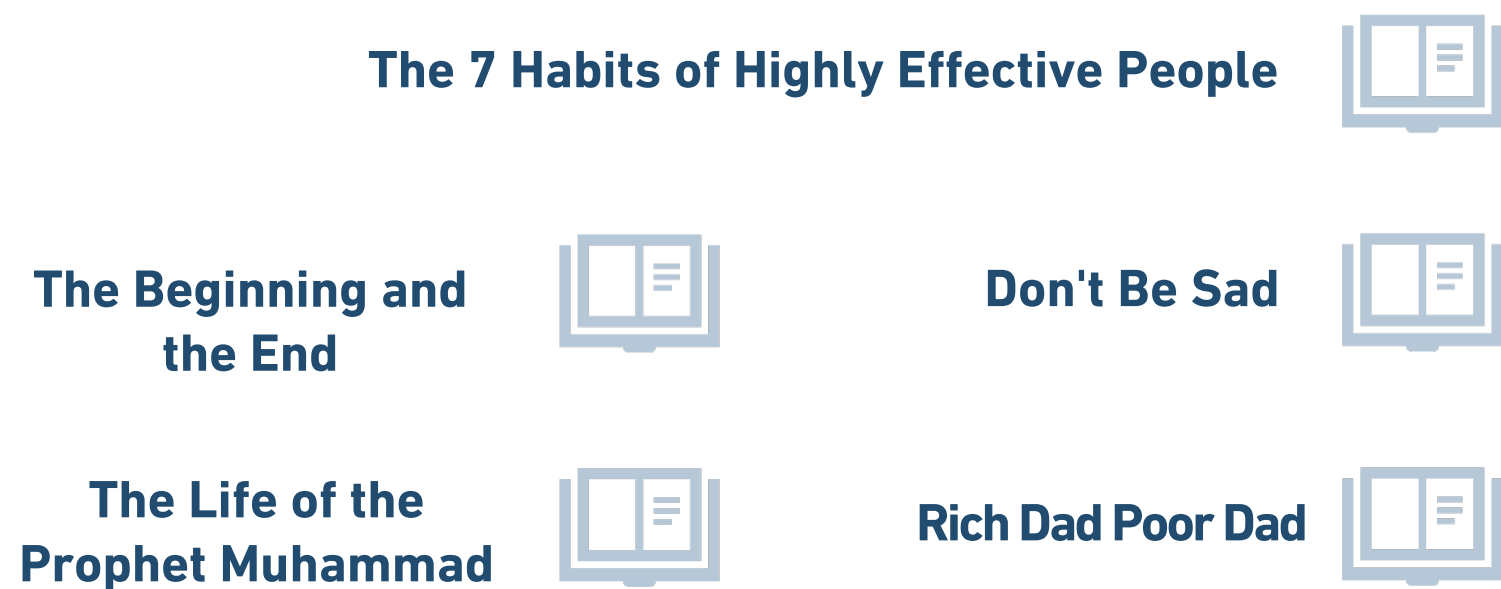 The 7 Habits of Highly Effective People
The Beginning and
the End
Don't Be Sad
The Life of the
Prophet Muhammad
Rich Dad Poor Dad